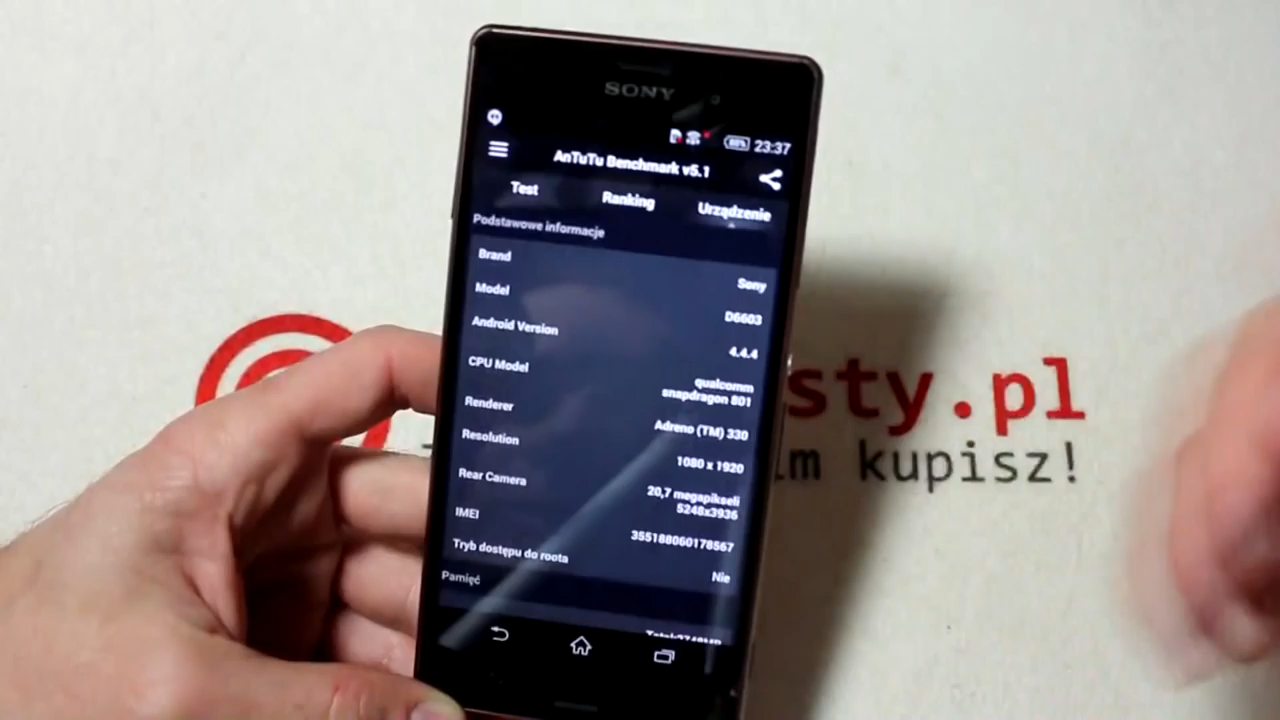 SONY
23:37
AnTuTu Benchmark v5.1
Test Ranking Urządzenie
Podstawowe informacje
Brand Sony
Model D6603
Android Version 4.4.4
CPU Model qualcomm
snapdragon 801
Renderer Adreno (TM) 330
Resolution 1080 x 1920
Rear Camera 20,7 megapikseli
5248x3936
IMEI 355188060178567
Tryb dostępu do roota Nie
Pamięć
sty.pl
im kupisz!